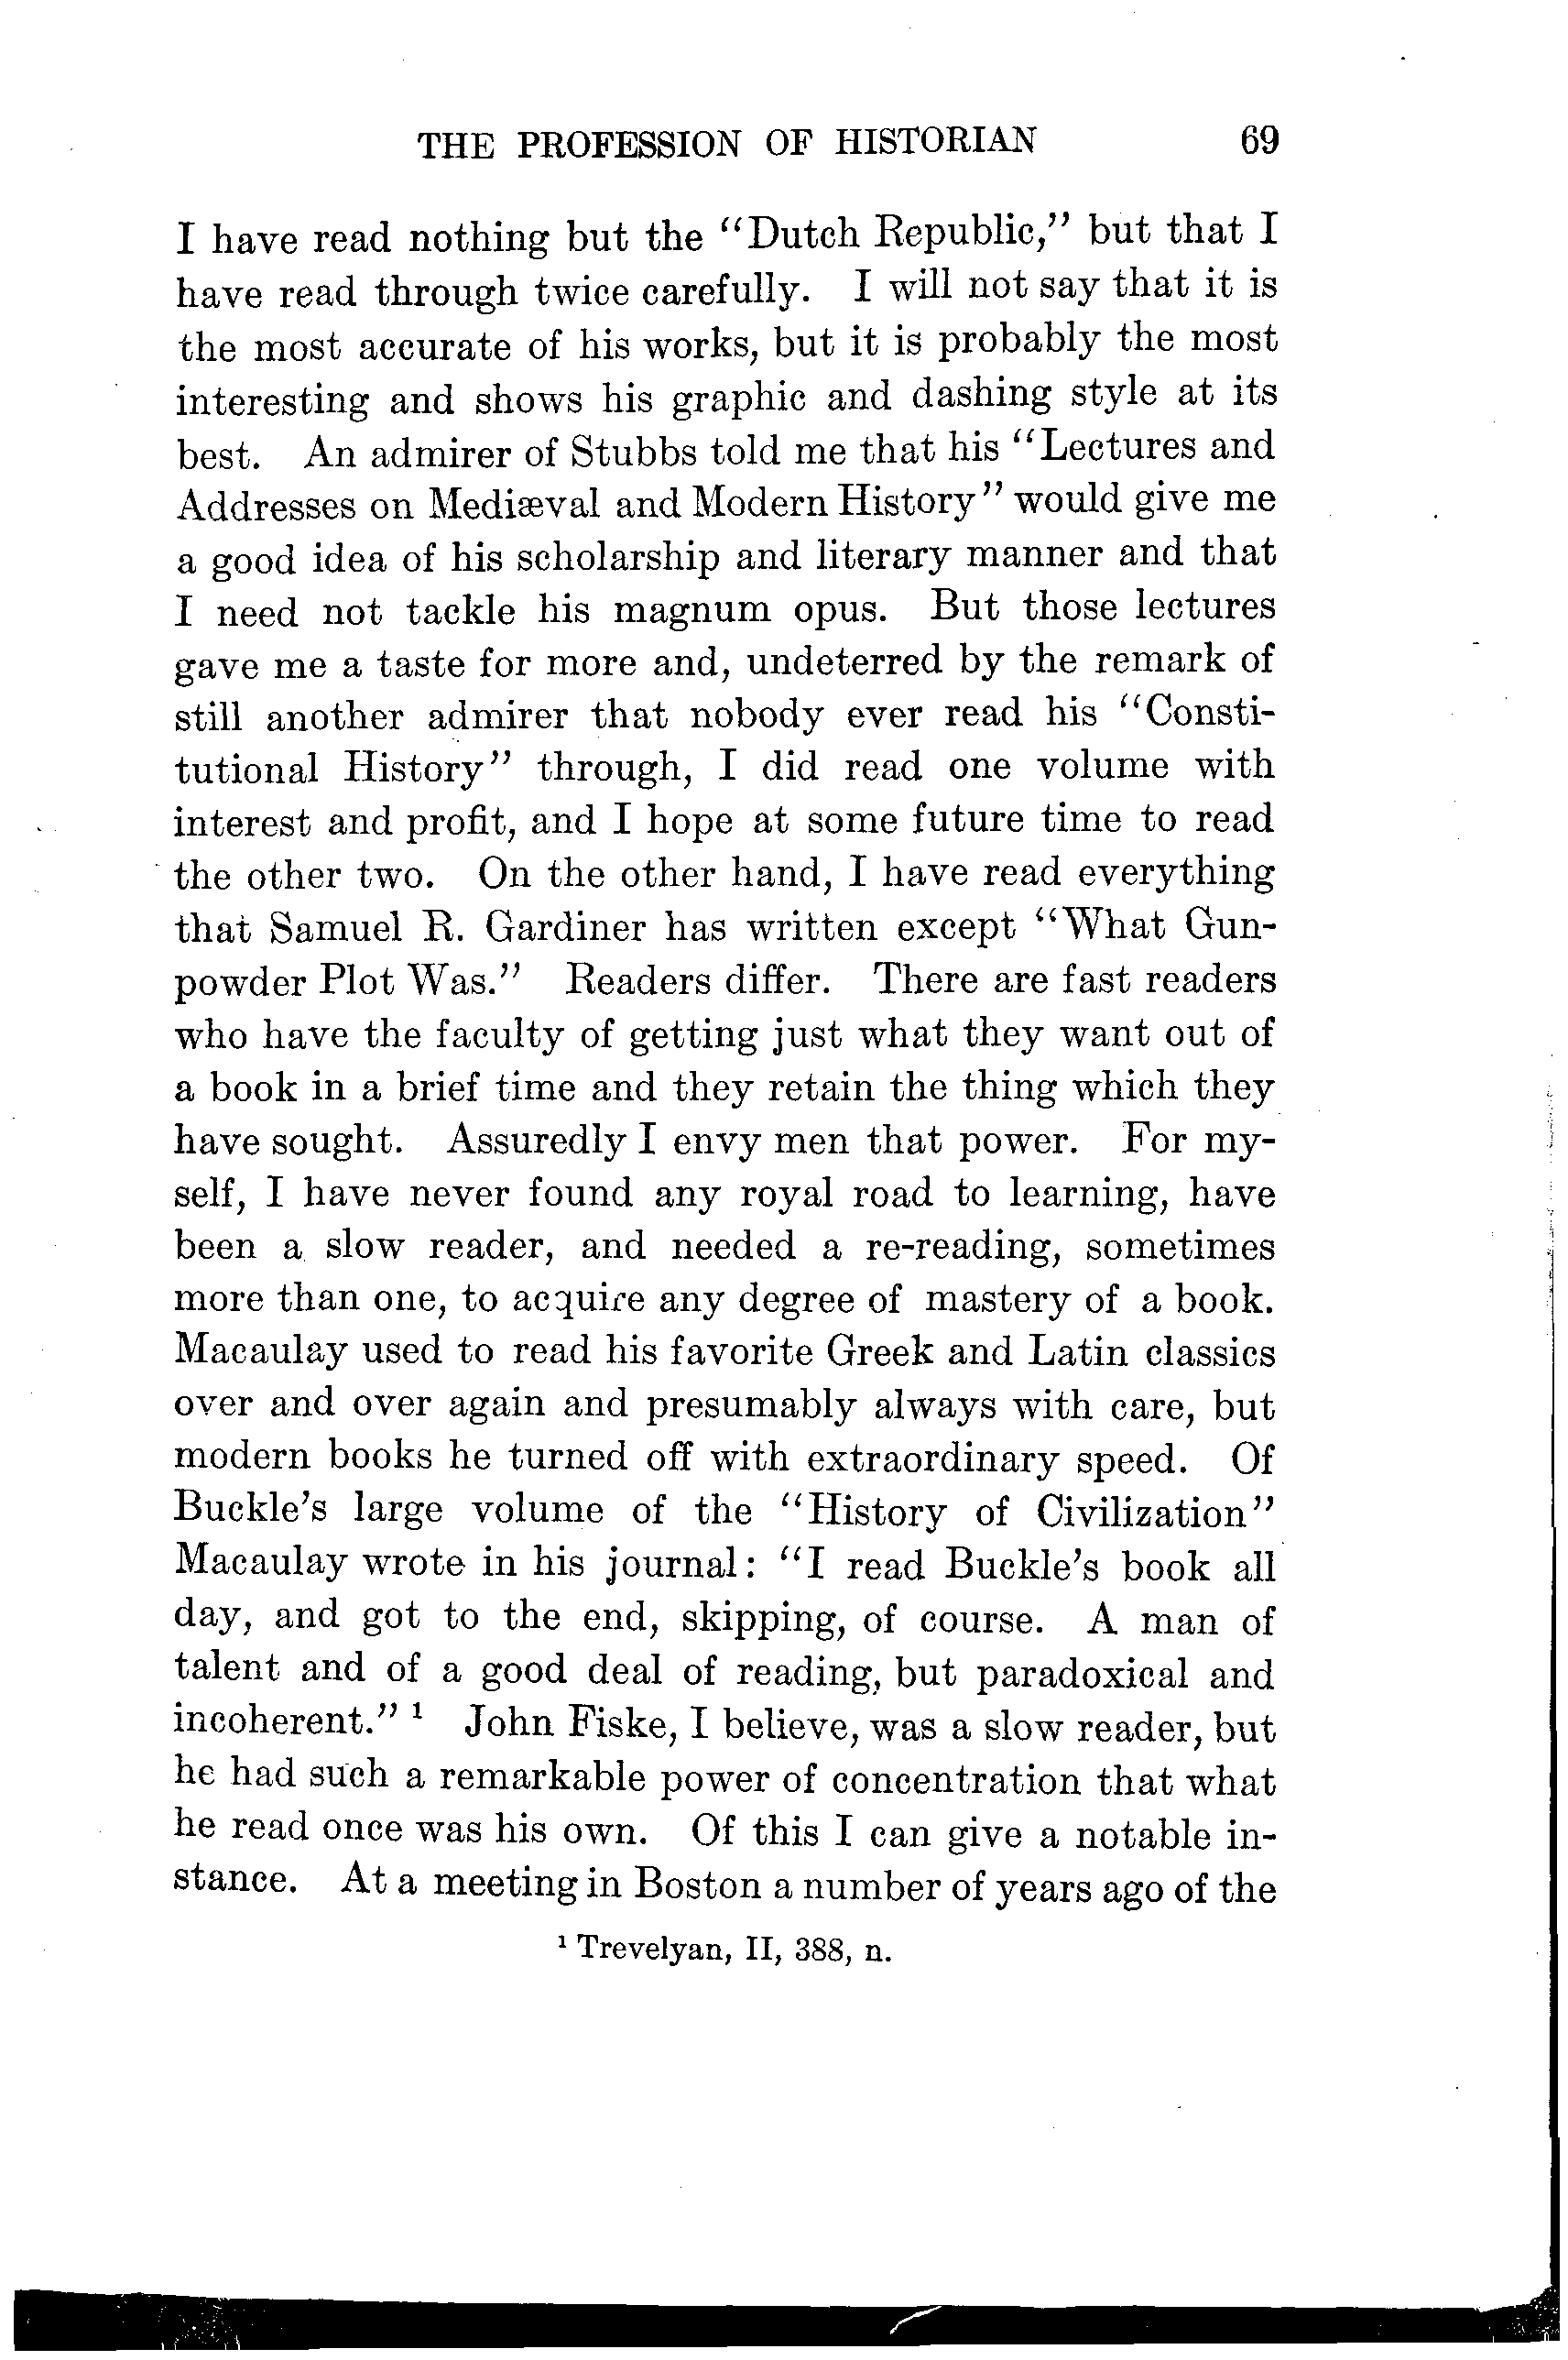 THE PROFESSION OF HISTORIAN 69
I have read nothing but the "Dutch Republic," but that I
have read through twice carefully. I will not say that it is
the most accurate of his works, but it is probably the most
interesting and shows his graphic and dashing style at its
best. An admirer of Stubbs told me that his "Lectures and
Addresses on Mediæval and Modern History" would give me
a good idea of his scholarship and literary manner and that
I need not tackle his magnum opus. But those lectures
gave me a taste for more and, undeterred by the remark of
still another admirer that nobody ever read his "Consti-
tutional History" through, I did read one volume with
interest and profit, and I hope at some future time to read
the other two. On the other hand, I have read everything
that Samuel R. Gardiner has written except "What Gun-
powder Plot Was." Readers differ. There are fast readers
who have the faculty of getting just what they want out of
a book in a brief time and they retain the thing which they
have sought. Assuredly I envy men that power. For my-
self, I have never found any royal road to learning, have
been a slow reader, and needed a re-reading, sometimes
more than one, to acquire any degree of mastery of a book.
Macaulay used to read his favorite Greek and Latin classics
over and over again and presumably always with care, but
modern books he turned off with extraordinary speed. Of
Buckle's large volume of the "History of Civilization"
Macaulay wrote in his journal: "I read Buckle's book all
day, and got to the end, skipping, of course. A man of
talent and of a good deal of reading, but paradoxical and
incoherent." ¹ John Fiske, I believe, was a slow reader, but
he had such a remarkable power of concentration that what
he read once was his own. Of this I can give a notable in-
stance. At a meeting in Boston a number of years ago of the
¹ Trevelyan, II, 388, n.